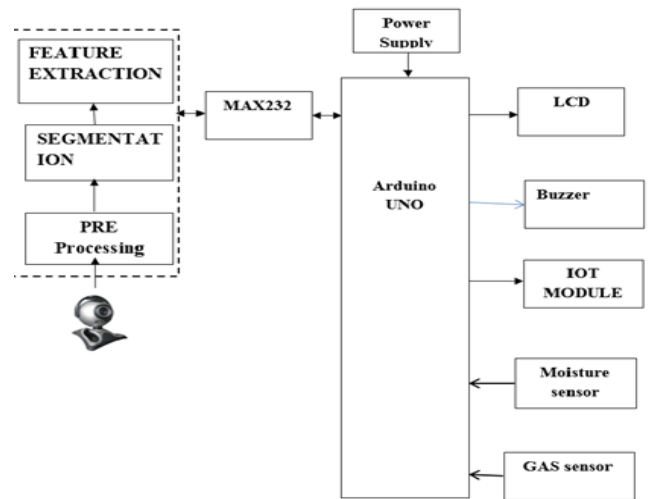 Power
Supply
FEATURE
EXTRACTION
SEGMENTAT
ION
PRE
Processing
MAX232
Arduino
UNO
LCD
Buzzer
IOT
MODULE
Moisture
sensor
GAS sensor